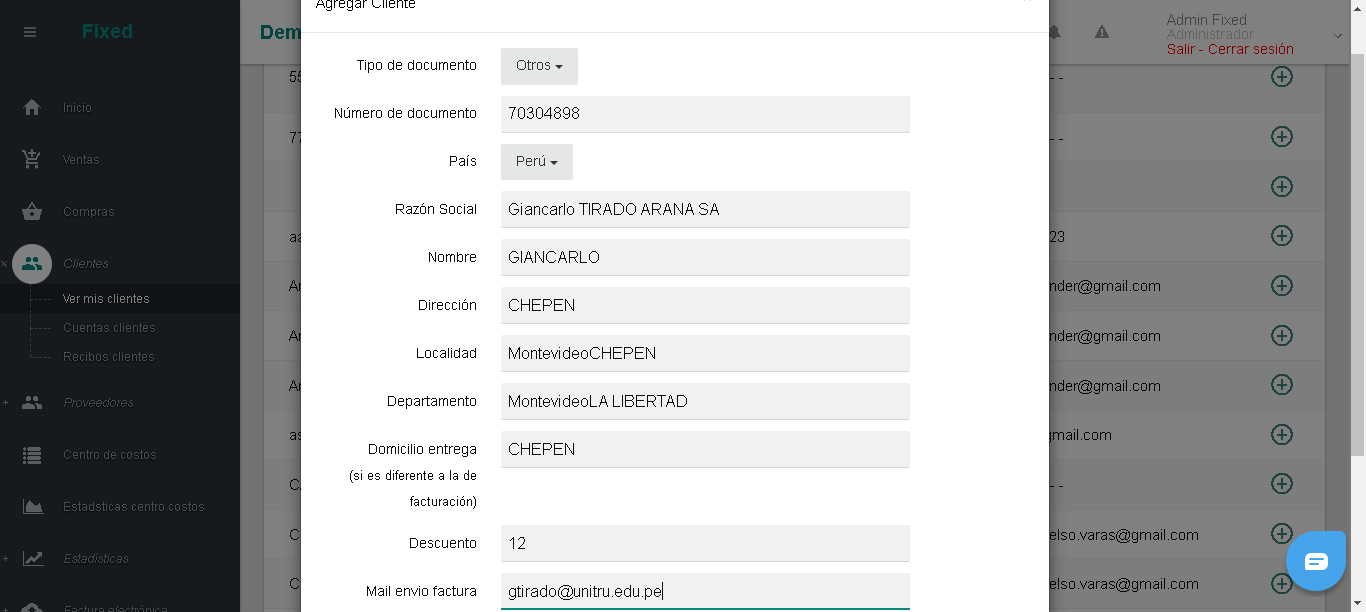 Agregar Cliente
Fixed
Dem
Admin Fixed
Administrador
Salir - Cerrar sesión
Inicio
Ventas
Compras
Clientes
Ver mis clientes
Cuentas clientes
Recibos clientes
+ Proveedores
Centro de costos
Estadsticas centro costos
+ Estadísticas
+ Factura electrónica
Tipo de documento Otros
Número de documento 70304898
País Perú
Razón Social Giancarlo TIRADO ARANA SA
Nombre GIANCARLO
Dirección CHEPEN
Localidad MontevideoCHEPEN
Departamento MontevideoLA LIBERTAD
Domicilio entrega CHEPEN
(si es diferente a la de
facturación)
Descuento 12
Mail envio factura gtirado@unitru.edu.pe
55 - -
77 - -
- -
aa 23
An nder@gmail.com
An nder@gmail.com
An nder@gmail.com
as gmail.com
CA - -
C elso.varas@gmail.com
C elso.varas@gmail.com